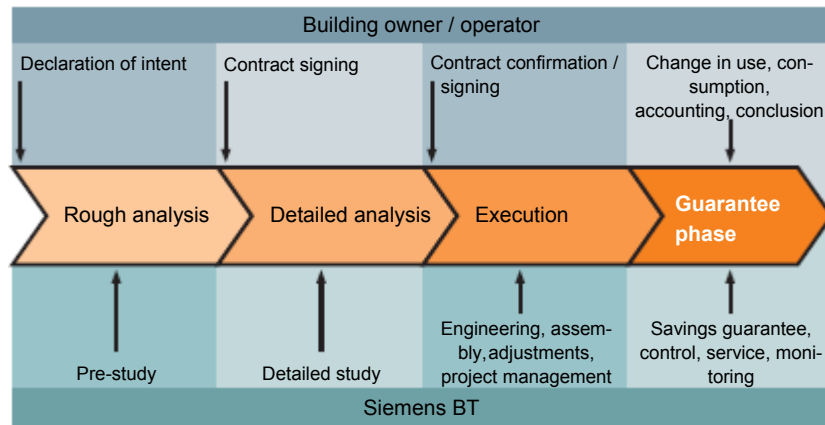 Building owner / operator
Declaration of intent
Contract signing
Contract confirmation /
signing
Change in use, con-
sumption,
accounting, conclusion
Rough analysis
Detailed analysis
Execution
Guarantee
phase
Pre-study
Detailed study
Engineering, assem-
bly,adjustments,
project management
Savings guarantee,
control, service, moni-
toring
Siemens BT